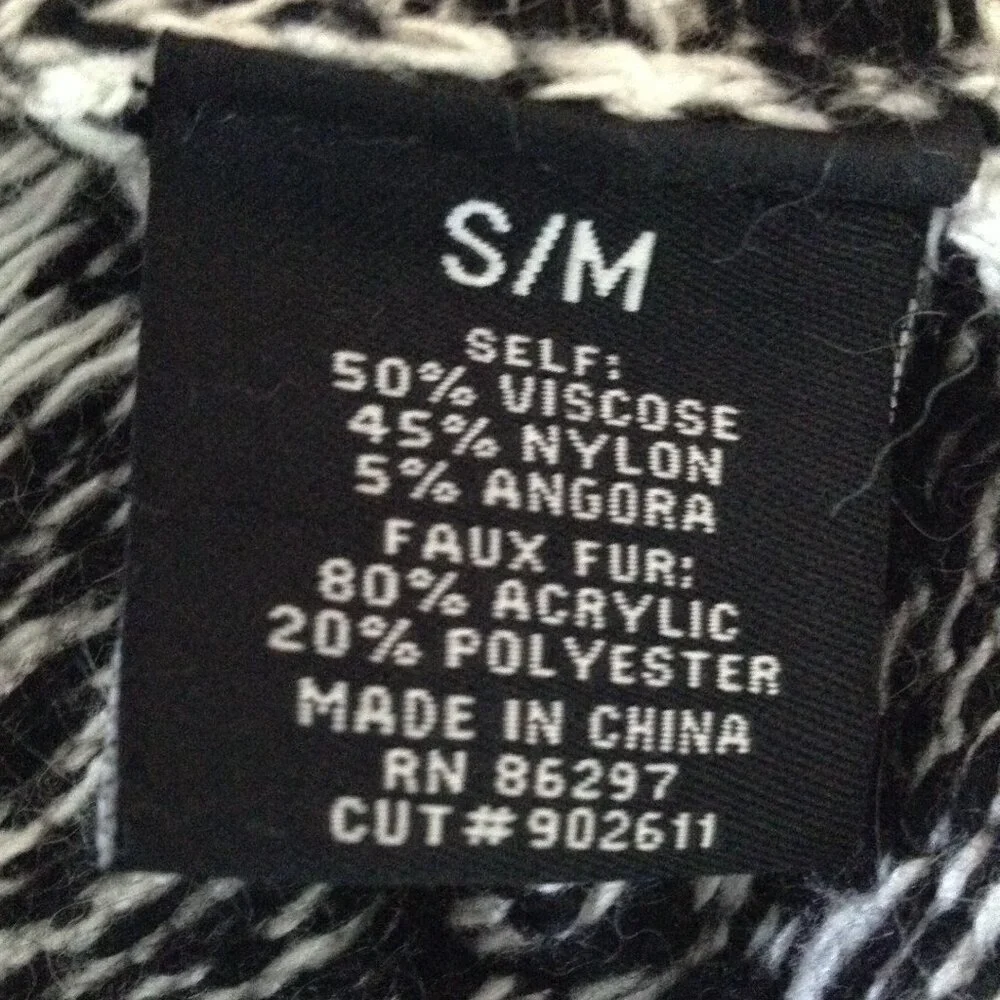 S/M
SELF:
50% VISCOSE
45% NYLON
5% ANGORA
FAUX FUR:
80% ACRYLIC
20% POLYESTER
MADE IN CHINA
RN 86297
CUT#902611